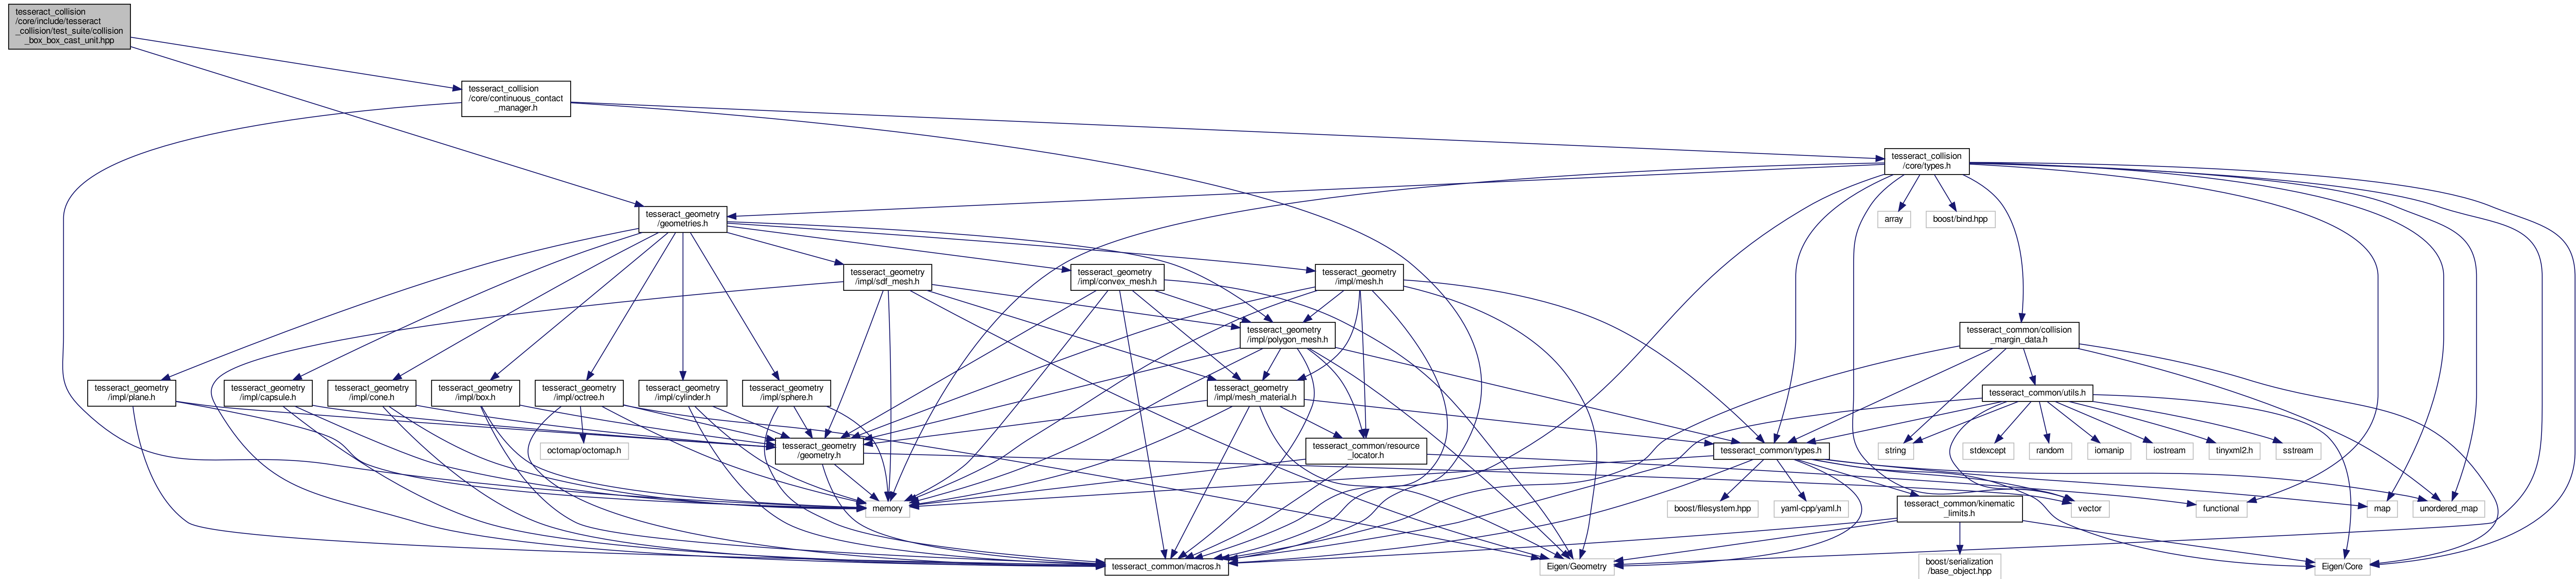 tesseract_collision
/core/include/tesseract
_collision/test_suite/collision
_box_box_cast_unit.hpp
tesseract_collision
/core/continuous_contact
_manager.h
tesseract_collision
/core/types.h
tesseract_geometry
/geometries.h
array
boost/bind.hpp
tesseract_geometry
/impl/sdf_mesh.h
tesseract_geometry
/impl/convex_mesh.h
tesseract_geometry
/impl/mesh.h
tesseract_geometry
/impl/polygon_mesh.h
tesseract_common/collision
_margin_data.h
tesseract_geometry
/impl/plane.h
tesseract_geometry
/impl/capsule.h
tesseract_geometry
/impl/cone.h
tesseract_geometry
/impl/box.h
tesseract_geometry
/impl/octree.h
tesseract_geometry
/impl/cylinder.h
tesseract_geometry
/impl/sphere.h
tesseract_geometry
/impl/mesh_material.h
tesseract_common/utils.h
octomap/octomap.h
tesseract_geometry
/geometry.h
tesseract_common/resource
_locator.h
tesseract_common/types.h
string
stdexcept
random
iomanip
iostream
tinyxml2.h
sstream
memory
boost/filesystem.hpp
yaml-cpp/yaml.h
tesseract_common/kinematic
_limits.h
vector
functional
map
unordered_map
tesseract_common/macros.h
Eigen/Geometry
boost/serialization
/base_object.hpp
Eigen/Core